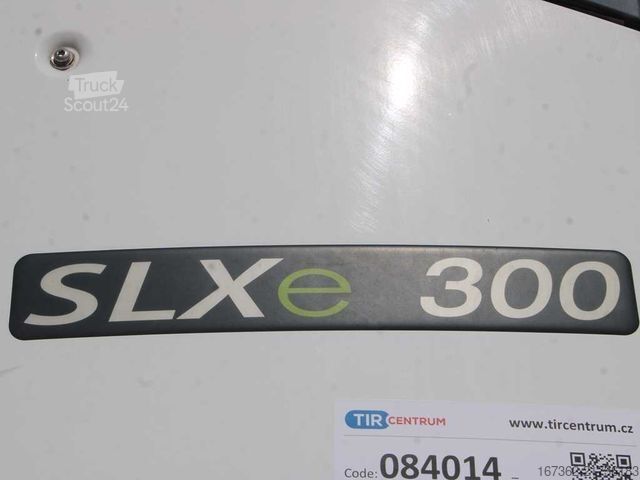 Truck
Scout24
SLXe 300
TIR CENTRUM
www.tircentrum.cz
Code: 084014